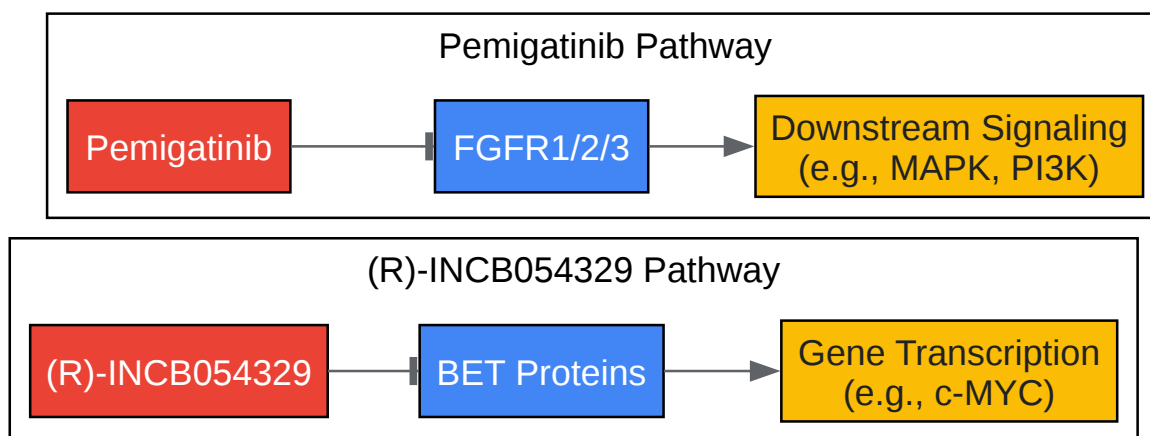 Pemigatinib Pathway
Pemigatinib
FGFR1/2/3
Downstream Signaling
(e.g., MAPK, PI3K)
(R)-INCB054329 Pathway
(R)-INCB054329
BET Proteins
Gene Transcription
(e.g., c-MYC)